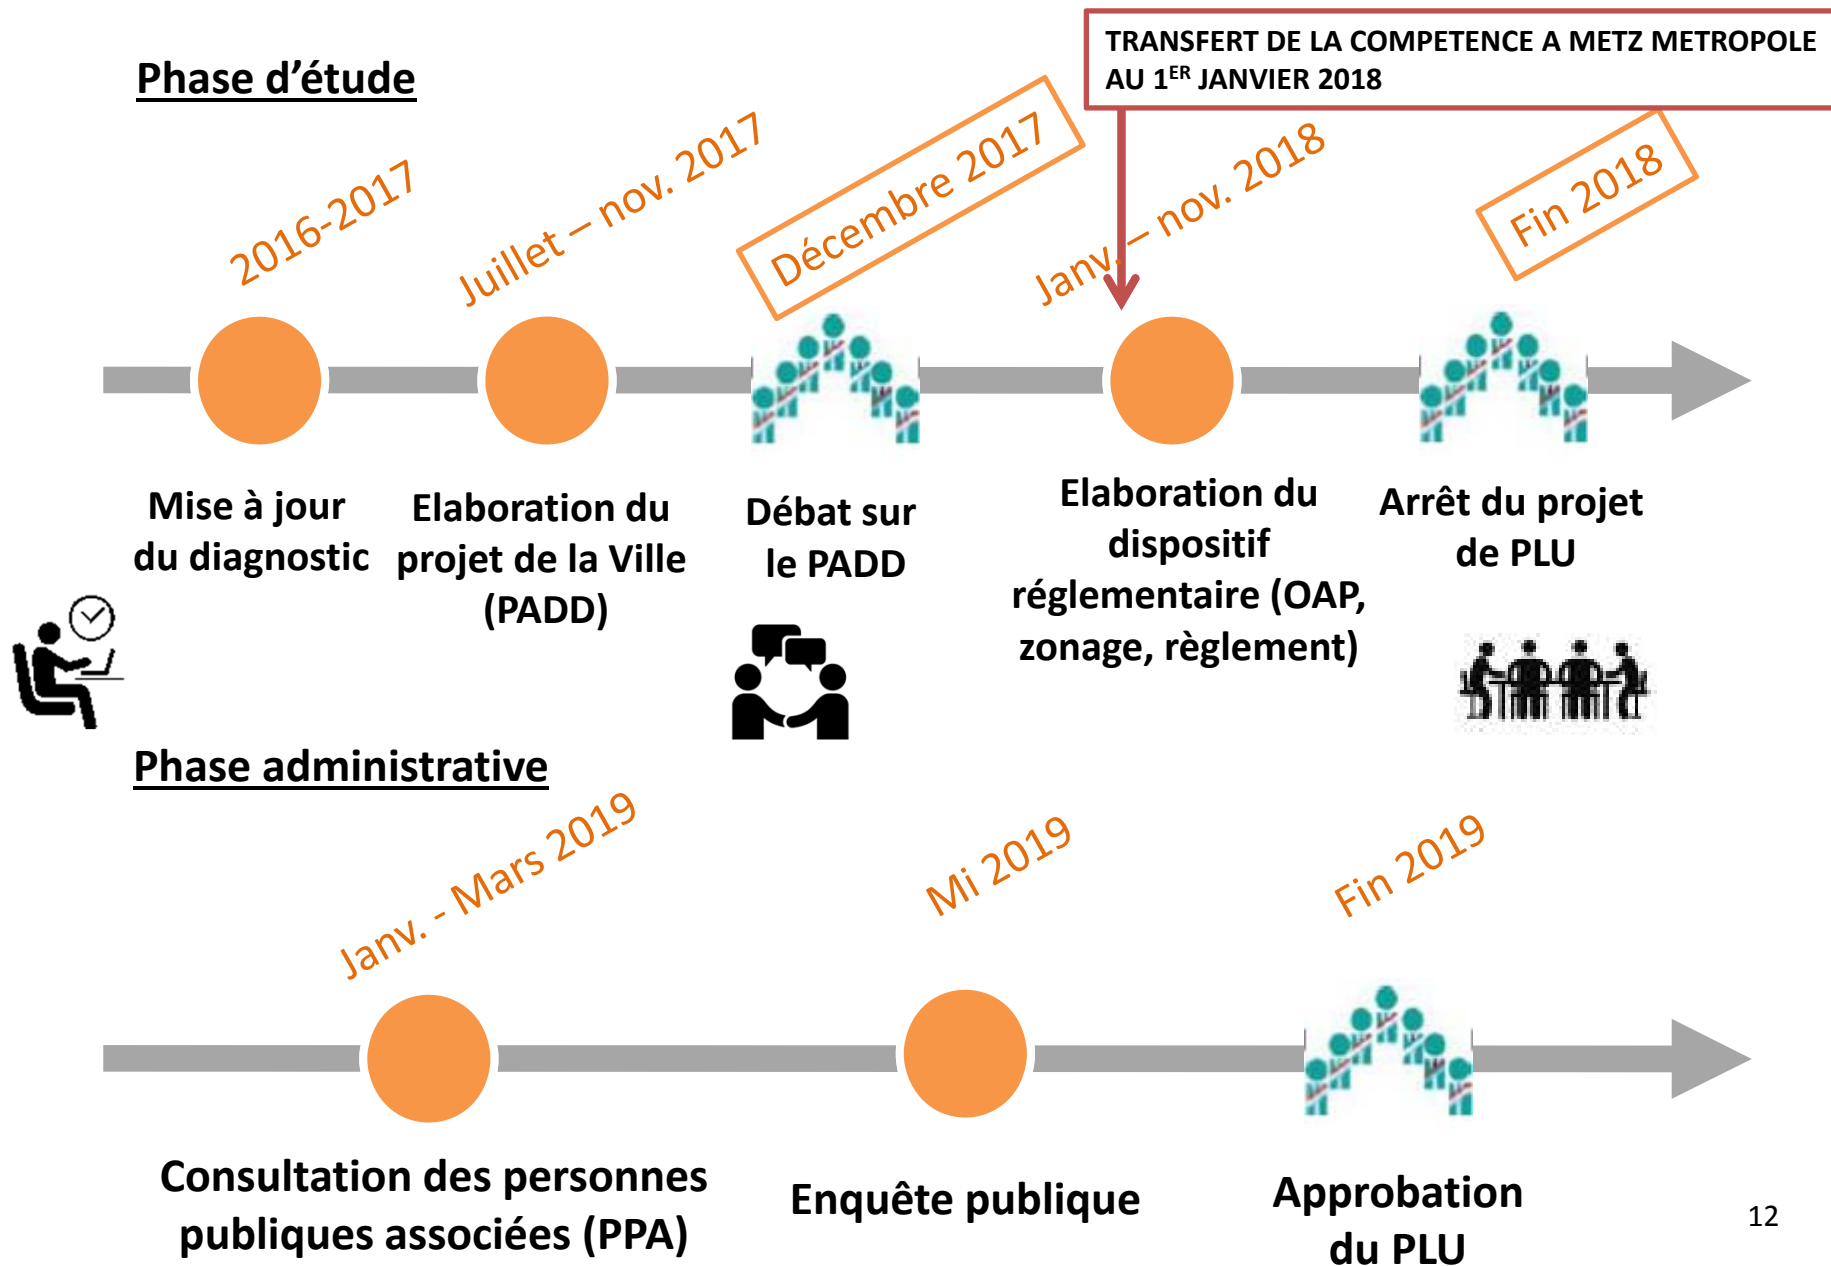 TRANSFERT DE LA COMPETENCE A METZ METROPOLE
AU 1ER JANVIER 2018
Phase d'étude
2016-2017
Juillet – nov. 2017
Décembre 2017
Janv. – nov. 2018
Fin 2018
Mise à jour
du diagnostic
Elaboration du
projet de la Ville
(PADD)
Débat sur
le PADD
Elaboration du
dispositif
réglementaire (OAP,
zonage, règlement)
Arrêt du projet
de PLU
Phase administrative
Janv. - Mars 2019
Mi 2019
Fin 2019
Consultation des personnes
publiques associées (PPA)
Enquête publique
Approbation
du PLU
12